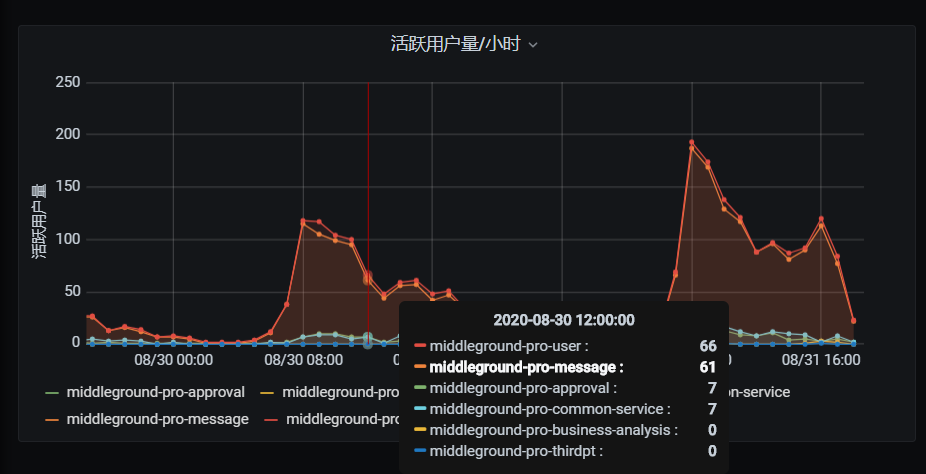 活跃用户量/小时
250
200
150
100
50
0
活跃用户量
08/30 00:00
08/30 08:00
0
0
08/31 16:00
middleground-pro-approval
middleground-pro
on-service
middleground-pro-message
middleground-pro
2020-08-30 12:00:00
middleground-pro-user : 66
middleground-pro-message : 61
middleground-pro-approval : 7
middleground-pro-common-service : 7
middleground-pro-business-analysis : 0
middleground-pro-thirdpt : 0